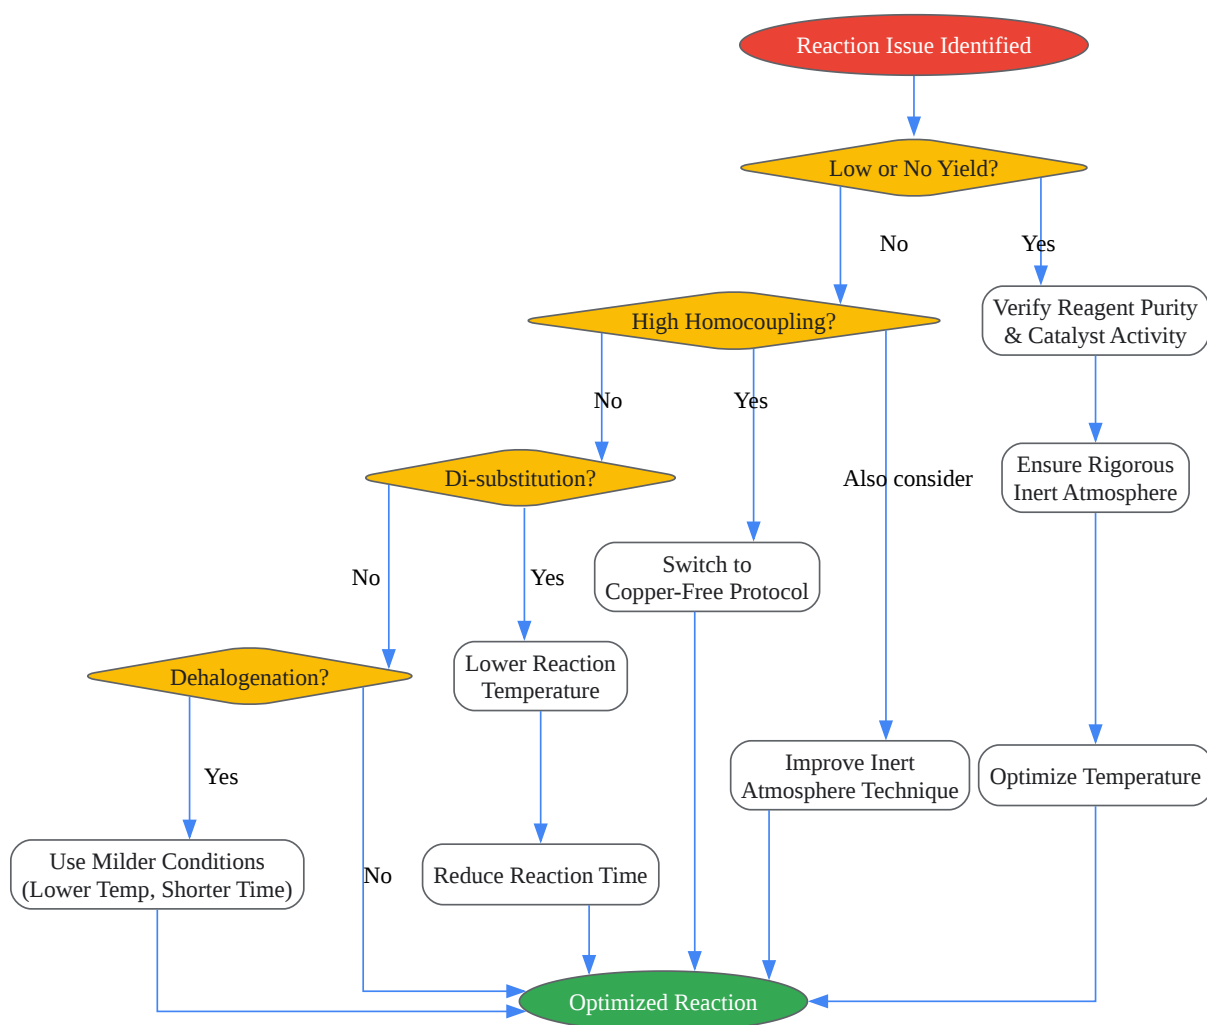 Reaction Issue Identified
Low or No Yield?
No
Yes
Verify Reagent Purity
& Catalyst Activity
High Homocoupling?
No
Yes
Also consider
Ensure Rigorous
Inert Atmosphere
Di-substitution?
No
Yes
Switch to
Copper-Free Protocol
Lower Reaction
Temperature
Dehalogenation?
Yes
No
Improve Inert
Atmosphere Technique
Optimize Temperature
Use Milder Conditions
(Lower Temp, Shorter Time)
Reduce Reaction Time
Optimized Reaction